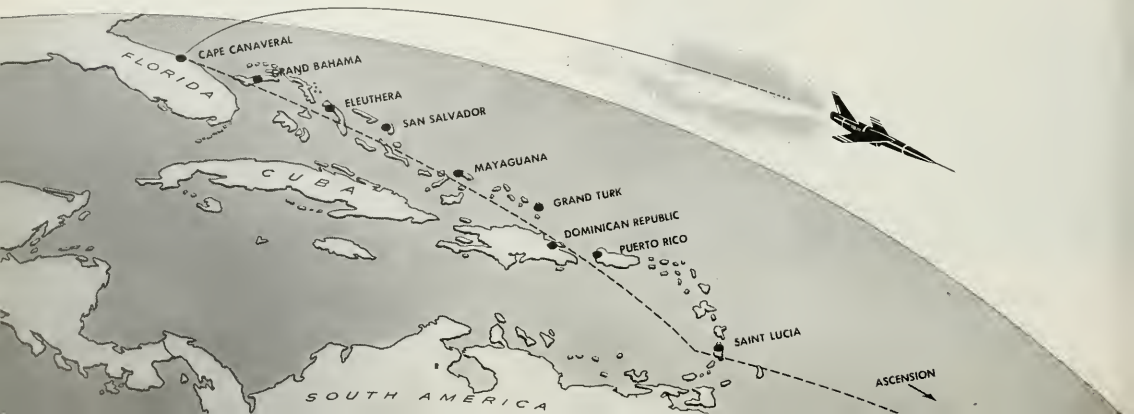 CAPE CANAVERAL
FLORIDA
GRAND BAHAMA
ELEUTHERA
SAN SALVADOR
MAYAGUANA
CUBA
GRAND TURK
DOMINICAN REPUBLIC
PUERTO RICO
SAINT LUCIA
ASCENSION
SOUTH AMERICA